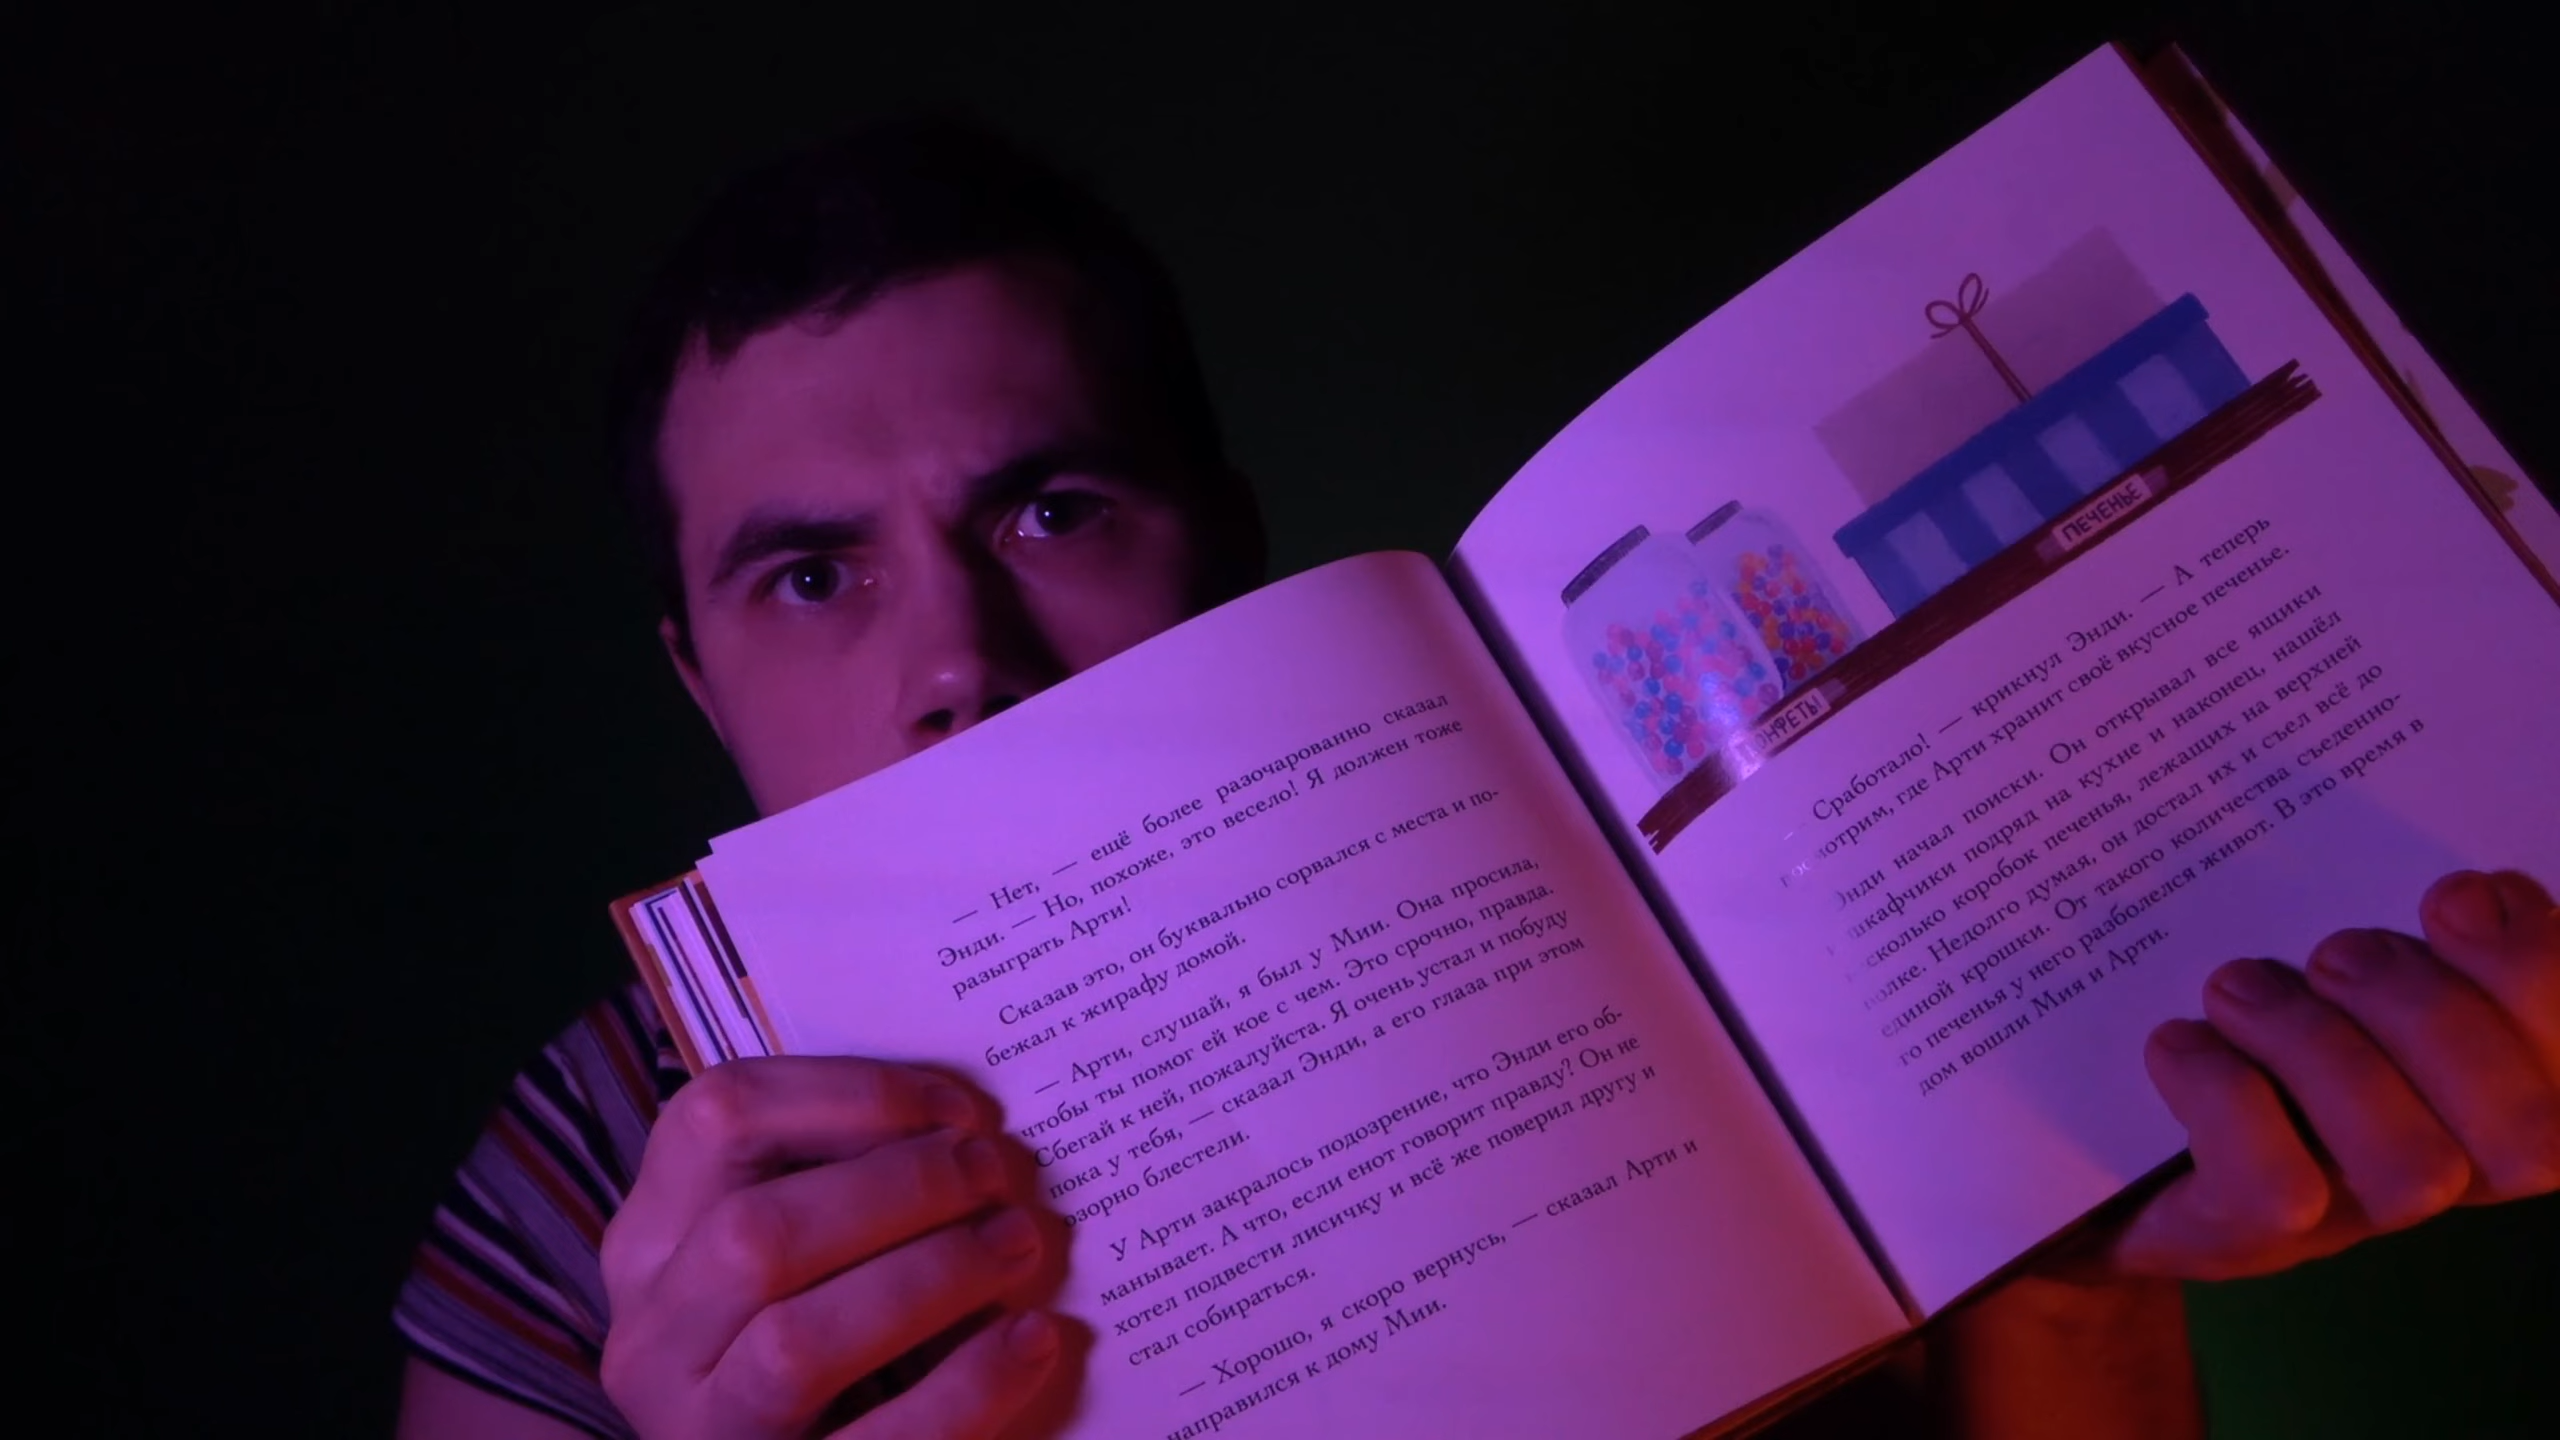 — Нет, — ещё более разочарованно сказал
Энди. — Но, похоже, это весело! Я должен тоже
разыграть Арти!
Сказав это, он буквально сорвался с места и по-
бежал к жирафу домой.
— Арти, слушай, я был у Мии. Она просила,
чтобы ты помог ей кое с чем. Это срочно, правда.
Сбегай к ней, пожалуйста. Я очень устал и побуду
пока у тебя, — сказал Энди, а его глаза при этом
озорно блестели.
У Арти закралось подозрение, что Энди его об-
манывает. А что, если енот говорит правду? Он не
хотел подвести лисичку и всё же поверил другу и
стал собираться.
— Хорошо, я скоро вернусь, — сказал Арти и
направился к дому Мии.
КОНФЕТЫ
ПЕЧЕНЬЕ
— Сработало! — крикнул Энди. — А теперь
посмотрим, где Арти хранит своё вкусное печенье.
Энди начал поиски. Он открывал все ящики
и шкафчики подряд на кухне и наконец, нашёл
несколько коробок печенья, лежащих на верхней
полке. Недолго думая, он достал их и съел всё до
единой крошки. От такого количества съеденно-
го печенья у него разболелся живот. В это время в
дом вошли Мия и Арти.